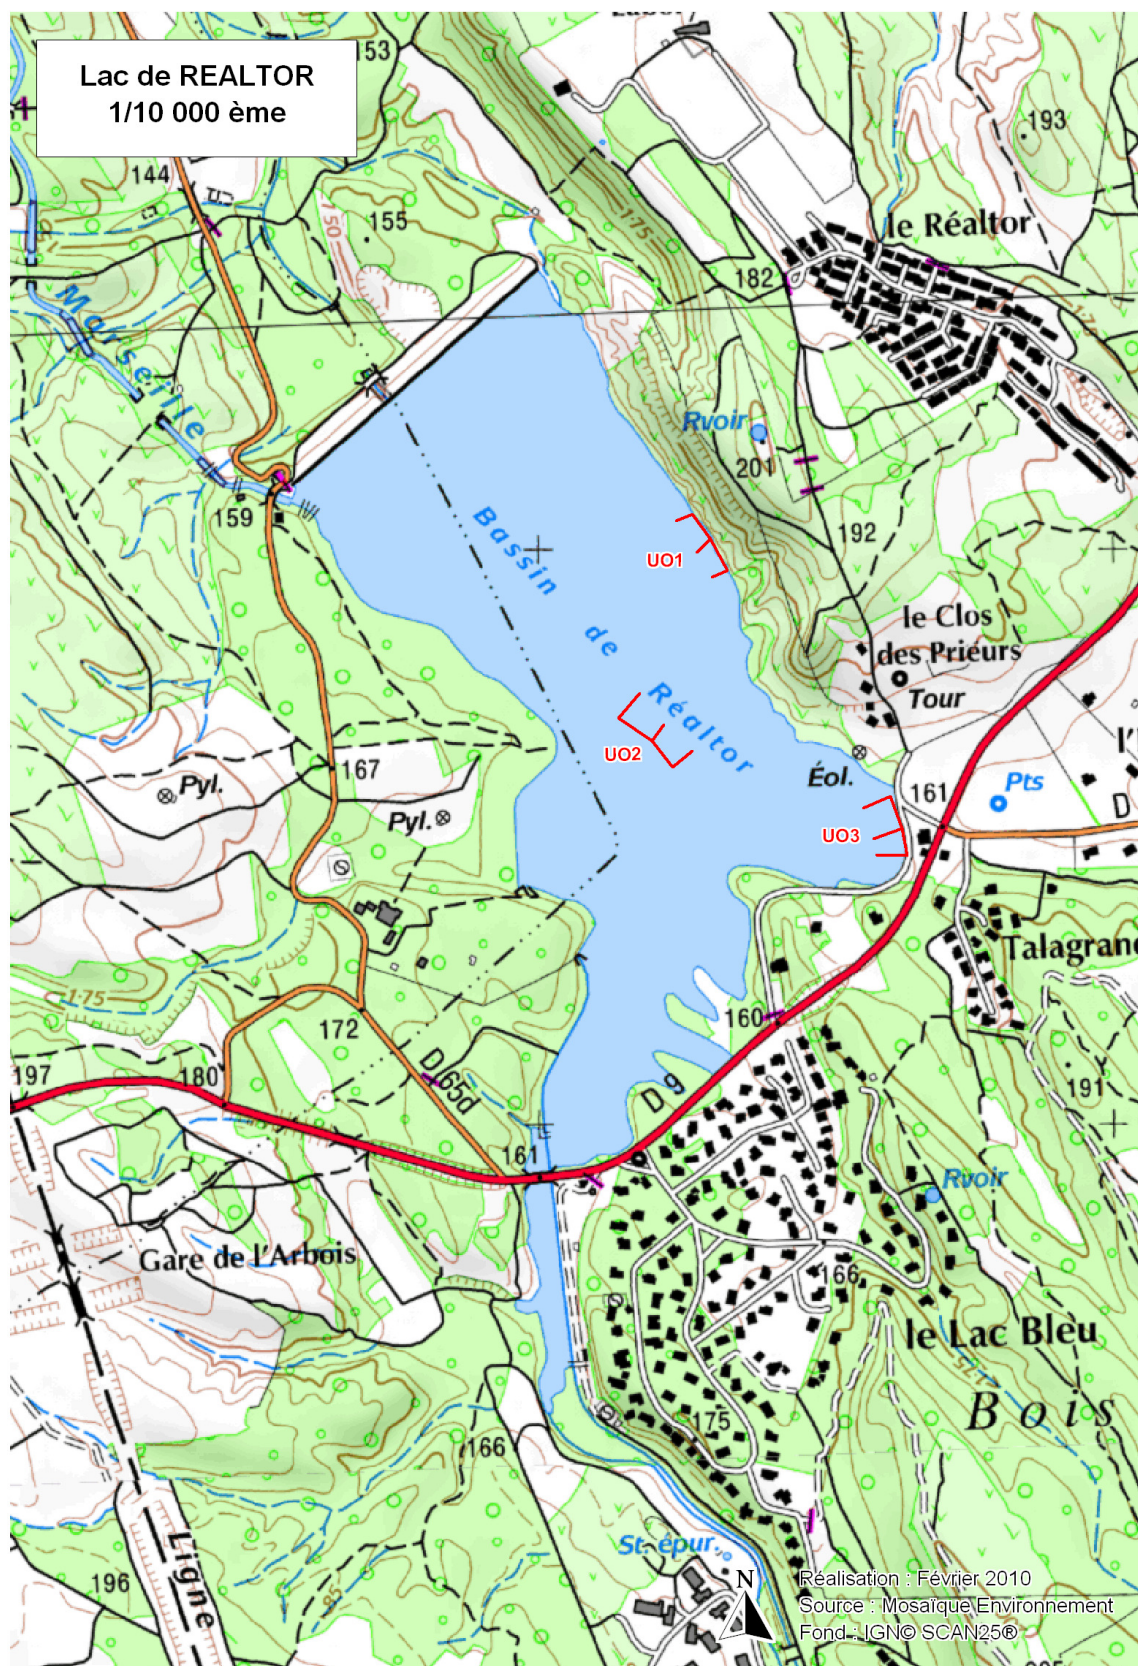 Lac de REALTOR
1/10 000 ème
153
193
144
150
155
175
le Réaltor
182
Marseille
Rvoir
201
159
192
Bassin
de
Réaltor
UO1
le Clos
des Prieurs
Tour
UO2
167
Pyl.
Éol.
161
Pts
D
Pyl.
UO3
Talagrand
175
172
160
197
180
D 65d
D 9
191
161
Rvoir
Gare de l'Arbois
166
le Lac Bleu
175
Bois
175
166
Ligne
St. épur.
196
185
N
Réalisation : Février 2010
Source : Mosaïque Environnement
Fond : IGN© SCAN25®